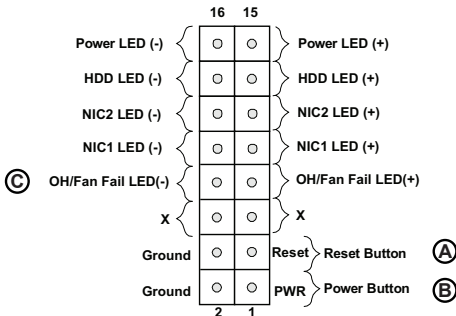 16 15
Power LED (-) Power LED (+)
HDD LED (-) HDD LED (+)
NIC2 LED (-) NIC2 LED (+)
NIC1 LED (-) NIC1 LED (+)
C OH/Fan Fail LED(-) OH/Fan Fail LED(+)
X X
Ground Reset Reset Button A
Ground PWR Power Button B
2 1